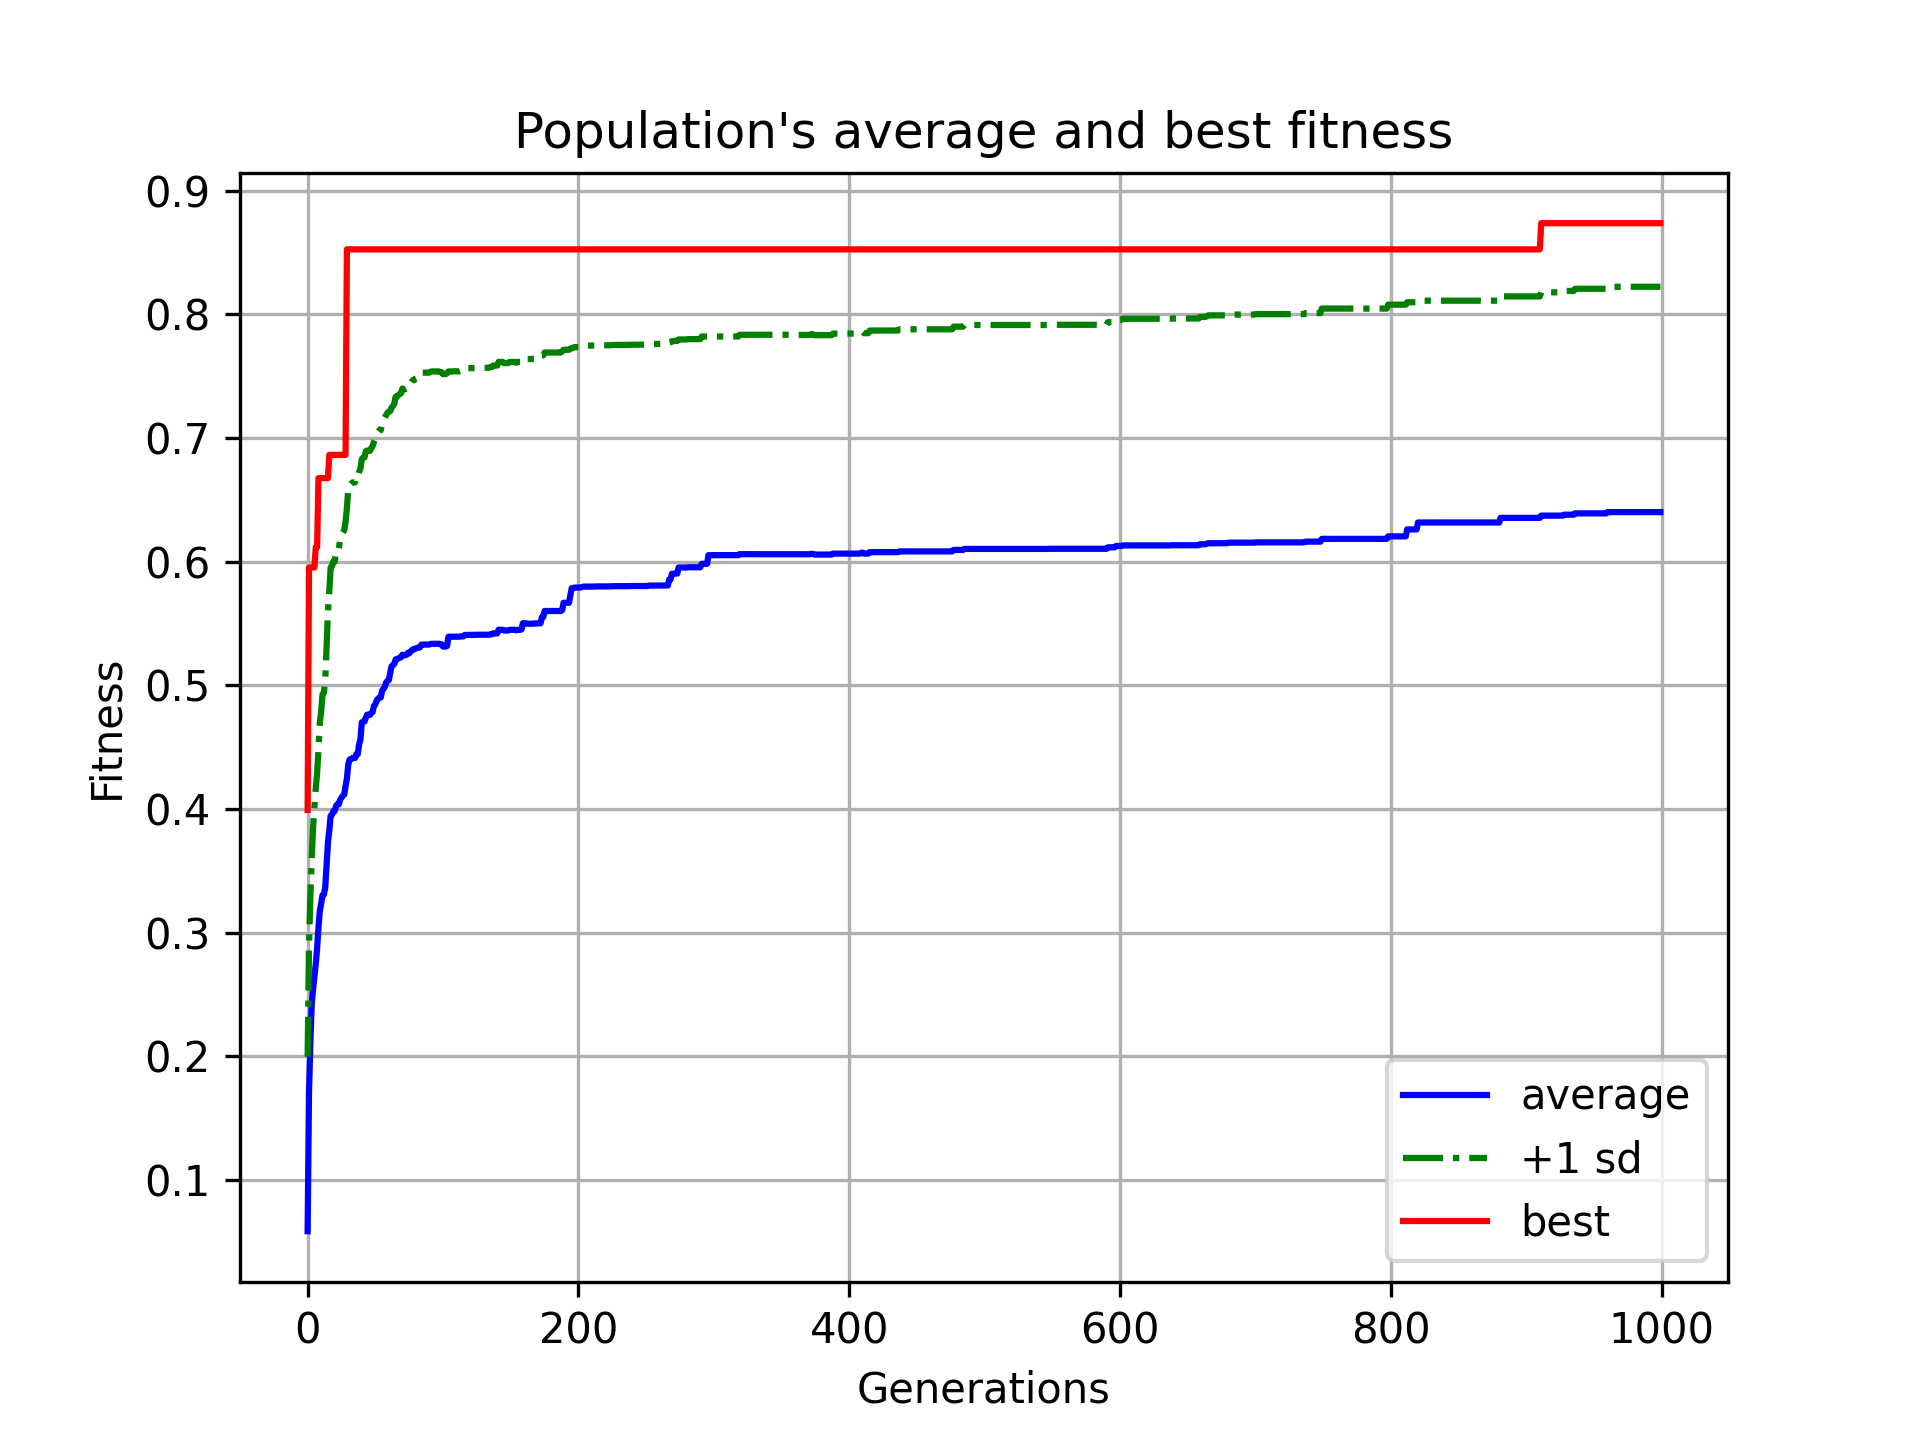 Population's average and best fitness
0.9
0.8
0.7
0.6
0.5
0.4
0.3
0.2
0.1
Fitness
average
+1 sd
best
0 200 400 600 800 1000
Generations